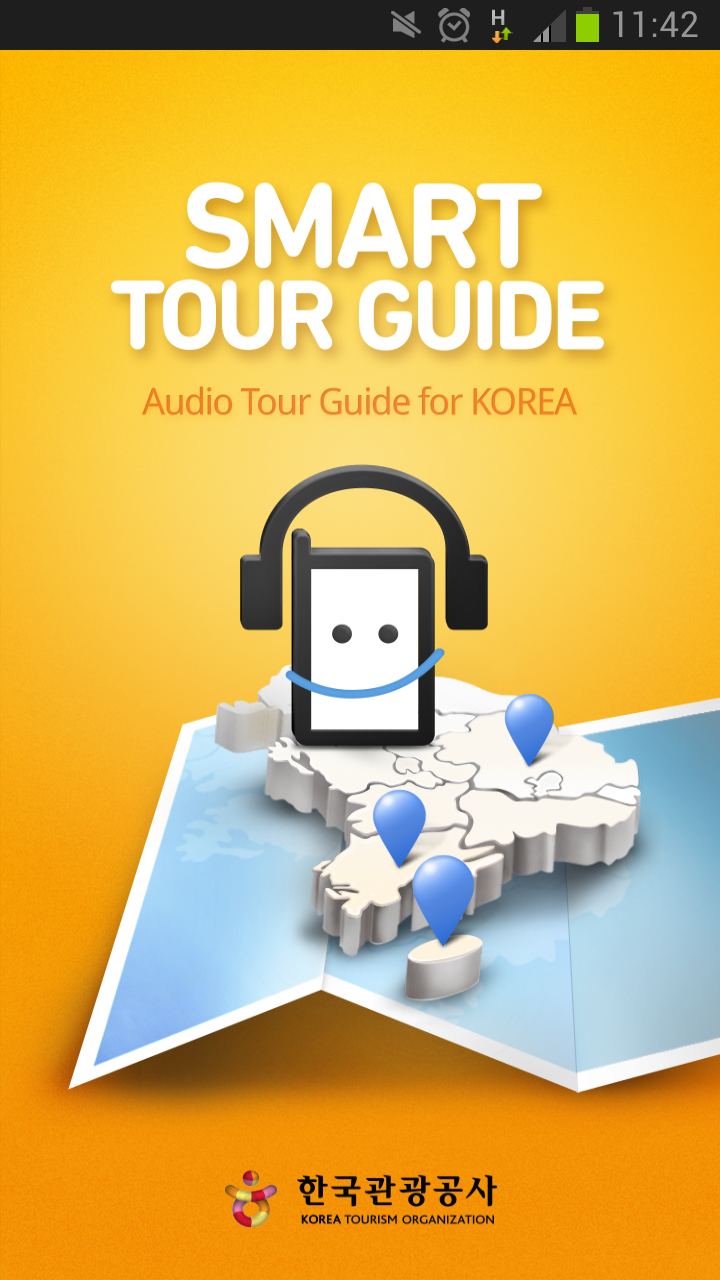 H 11:42
SMART
TOUR GUIDE
Audio Tour Guide for KOREA
한국관광공사
KOREA TOURISM ORGANIZATION